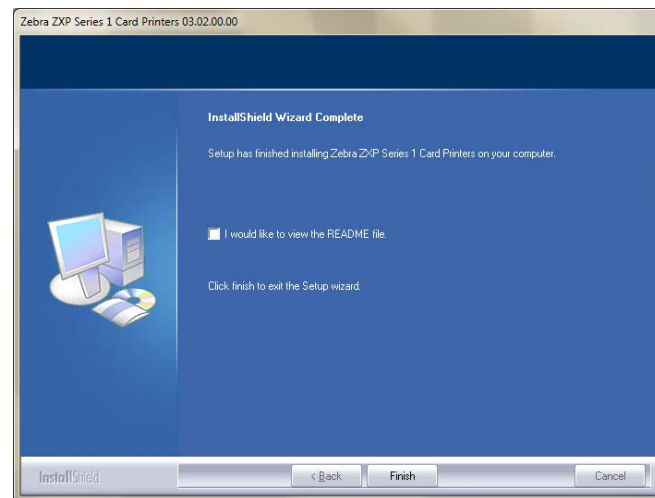 Zebra ZXP Series 1 Card Printers 03.02.00.00
InstallShield Wizard Complete
Setup has finished installing Zebra ZXP Series 1 Card Printers on your computer.
I would like to view the README file.
Click finish to exit the Setup wizard.
InstallShield
< Back
Finish
Cancel